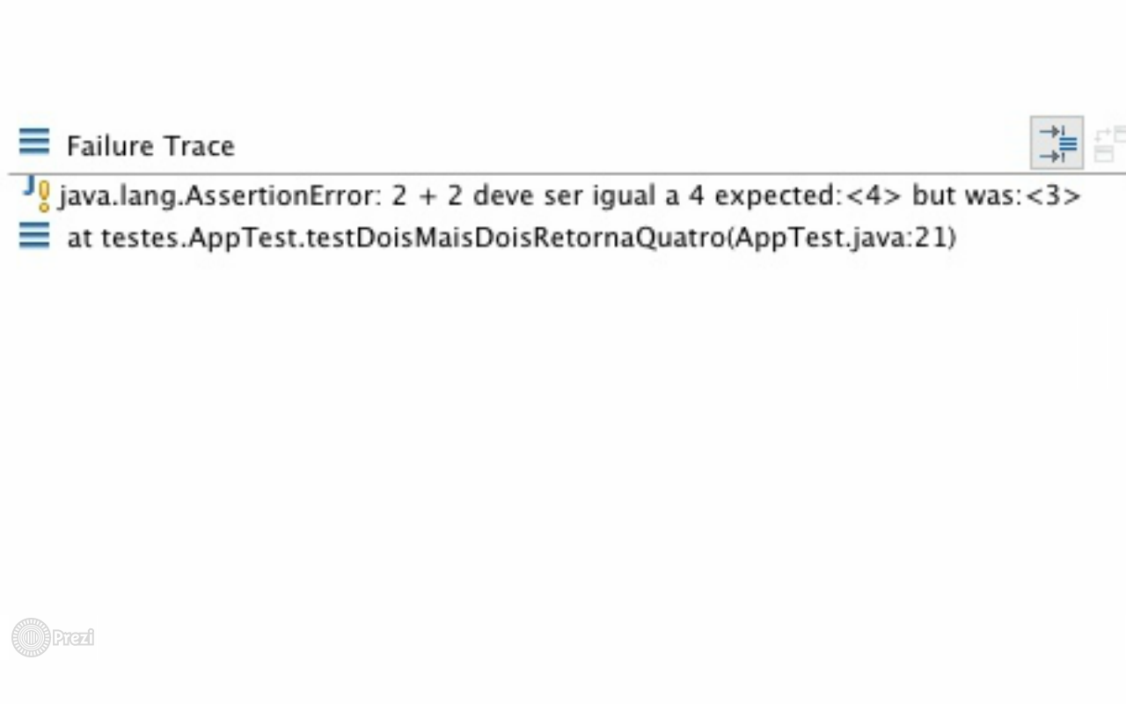 Failure Trace
java.lang.AssertionError: 2 + 2 deve ser igual a 4 expected:<4> but was:<3>
at testes.AppTest.testDoisMaisDoisRetornaQuatro(AppTest.java:21)
Prezi